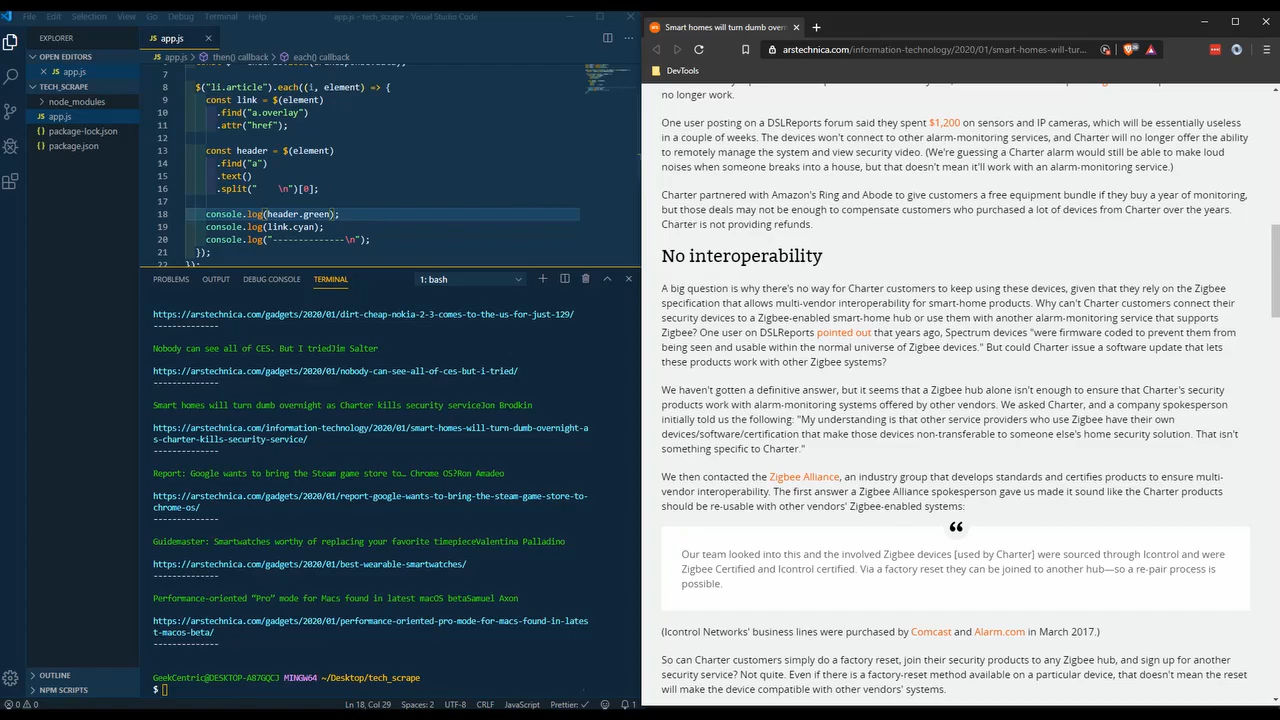 File Edit Selection View Go Debug Terminal Help
app.js - tech_scrape - Visual Studio Code
EXPLORER
OPEN EDITORS
app.js
TECH_SCRAPE
node_modules
app.js
package-lock.json
package.json
OUTLINE
NPM SCRIPTS
app.js
app.js > then() callback > each() callback
7
8 $("li.article").each((i, element) => {
9 const link = $(element)
10 .find("a.overlay")
11 .attr("href");
12
13 const header = $(element)
14 .find("a")
15 .text()
16 .split("    \n")[0];
17
18 console.log(header.green);
19 console.log(link.cyan);
20 console.log("--------------\n");
21 });
22 });
PROBLEMS OUTPUT DEBUG CONSOLE TERMINAL 1: bash
https://arstechnica.com/gadgets/2020/01/dirt-cheap-nokia-2-3-comes-to-the-us-for-just-129/
--------------
Nobody can see all of CES. But I triedJim Salter
https://arstechnica.com/gadgets/2020/01/nobody-can-see-all-of-ces-but-i-tried/
--------------
Smart homes will turn dumb overnight as Charter kills security serviceJon Brodkin
https://arstechnica.com/information-technology/2020/01/smart-homes-will-turn-dumb-overnight-a
s-charter-kills-security-service/
--------------
Report: Google wants to bring the Steam game store to… Chrome OS?Ron Amadeo
https://arstechnica.com/gadgets/2020/01/report-google-wants-to-bring-the-steam-game-store-to-
chrome-os/
--------------
Guidemaster: Smartwatches worthy of replacing your favorite timepieceValentina Palladino
https://arstechnica.com/gadgets/2020/01/best-wearable-smartwatches/
--------------
Performance-oriented “Pro” mode for Macs found in latest macOS betaSamuel Axon
https://arstechnica.com/gadgets/2020/01/performance-oriented-pro-mode-for-macs-found-in-lates
t-macos-beta/
--------------
GeekCentric@DESKTOP-A87GQCJ MINGW64 ~/Desktop/tech_scrape
$
0 0 Ln 18, Col 29 Spaces: 2 UTF-8 CRLF JavaScript Prettier: ✓ 1
Smart homes will turn dumb over
arstechnica.com/information-technology/2020/01/smart-homes-will-tur...
DevTools
no longer work.
One user posting on a DSLReports forum said they spent $1,200 on sensors and IP cameras, which will be essentially useless
in a couple of weeks. The devices won't connect to other alarm-monitoring services, and Charter will no longer offer the ability
to remotely manage the system and view security video. (We're guessing a Charter alarm would still be able to make loud
noises when someone breaks into a house, but that doesn't mean it'll work with an alarm-monitoring service.)
Charter partnered with Amazon's Ring and Abode to give customers a free equipment bundle if they buy a year of monitoring,
but those deals may not be enough to compensate customers who purchased a lot of devices from Charter over the years.
Charter is not providing refunds.
No interoperability
A big question is why there's no way for Charter customers to keep using these devices, given that they rely on the Zigbee
specification that allows multi-vendor interoperability for smart-home products. Why can't Charter customers connect their
security devices to a Zigbee-enabled smart-home hub or use them with another alarm-monitoring service that supports
Zigbee? One user on DSLReports pointed out that years ago, Spectrum devices "were firmware coded to prevent them from
being seen and usable within the normal universe of Zigbee devices." But could Charter issue a software update that lets
these products work with other Zigbee systems?
We haven't gotten a definitive answer, but it seems that a Zigbee hub alone isn't enough to ensure that Charter's security
products work with alarm-monitoring systems offered by other vendors. We asked Charter, and a company spokesperson
initially told us the following: "My understanding is that other service providers who use Zigbee have their own
devices/software/certification that make those devices non-transferable to someone else's home security solution. That isn't
something specific to Charter."
We then contacted the Zigbee Alliance, an industry group that develops standards and certifies products to ensure multi-
vendor interoperability. The first answer a Zigbee Alliance spokesperson gave us made it sound like the Charter products
should be re-usable with other vendors' Zigbee-enabled systems:
Our team looked into this and the involved Zigbee devices [used by Charter] were sourced through Icontrol and were
Zigbee Certified and Icontrol certified. Via a factory reset they can be joined to another hub—so a re-pair process is
possible.
(Icontrol Networks' business lines were purchased by Comcast and Alarm.com in March 2017.)
So can Charter customers simply do a factory reset, join their security products to any Zigbee hub, and sign up for another
security service? Not quite. Even if there is a factory-reset method available on a particular device, that doesn't mean the reset
will make the device compatible with other vendors' systems.